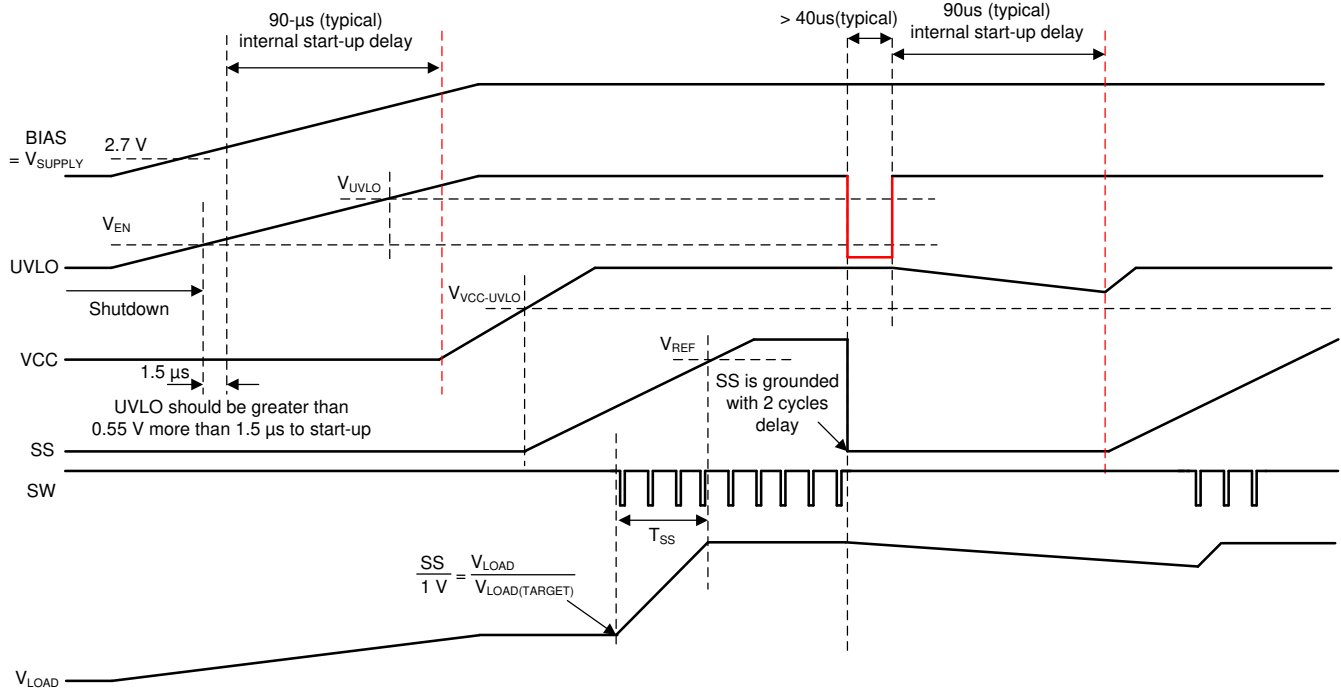 90-µs (typical)
internal start-up delay
> 40us(typical)
90us (typical)
internal start-up delay
BIAS
= VSUPPLY
2.7 V
VUVLO
VEN
UVLO
Shutdown
VVCC-UVLO
VCC
VREF
1.5 µs
SS is grounded
with 2 cycles
delay
UVLO should be greater than
0.55 V more than 1.5 µs to start-up
SS
SW
TSS
SS
1 V
=
VLOAD
VLOAD(TARGET)
VLOAD